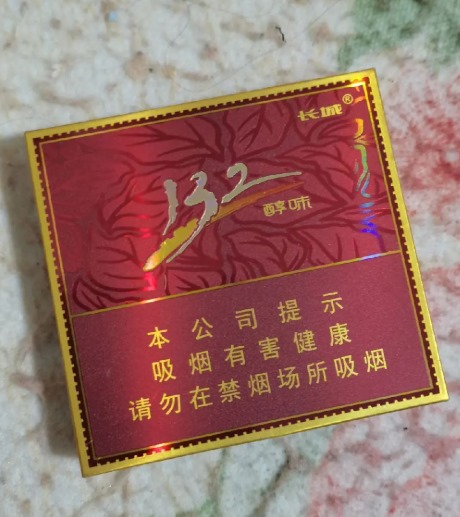 长城®
132
醇味
本公司提示
吸烟有害健康
请勿在禁烟场所吸烟